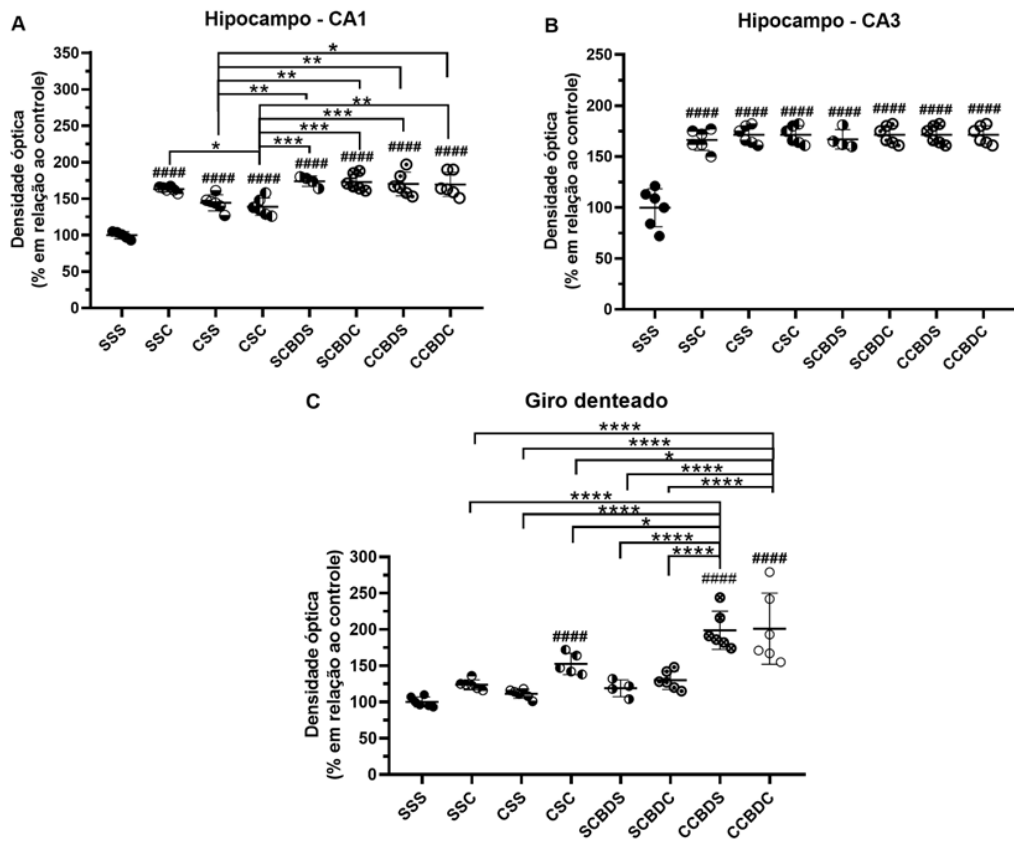 A
Hipocampo - CA1
Densidade óptica
(% em relação ao controle)
350
300
250
200
150
100
50
0
*
**
**
**
**
***
***
*
***
####
####
####
####
####
####
####
SSS
SSC
CSS
CSC
SCBDS
SCBDC
CCBDS
CCBDC
B
Hipocampo - CA3
Densidade óptica
(% em relação ao controle)
250
200
150
100
50
0
####
####
####
####
####
####
####
SSS
SSC
CSS
CSC
SCBDS
SCBDC
CCBDS
CCBDC
C
Giro denteado
Densidade óptica
(% em relação ao controle)
300
250
200
150
100
50
0
****
****
*
****
****
****
****
*
****
****
####
####
####
SSS
SSC
CSS
CSC
SCBDS
SCBDC
CCBDS
CCBDC